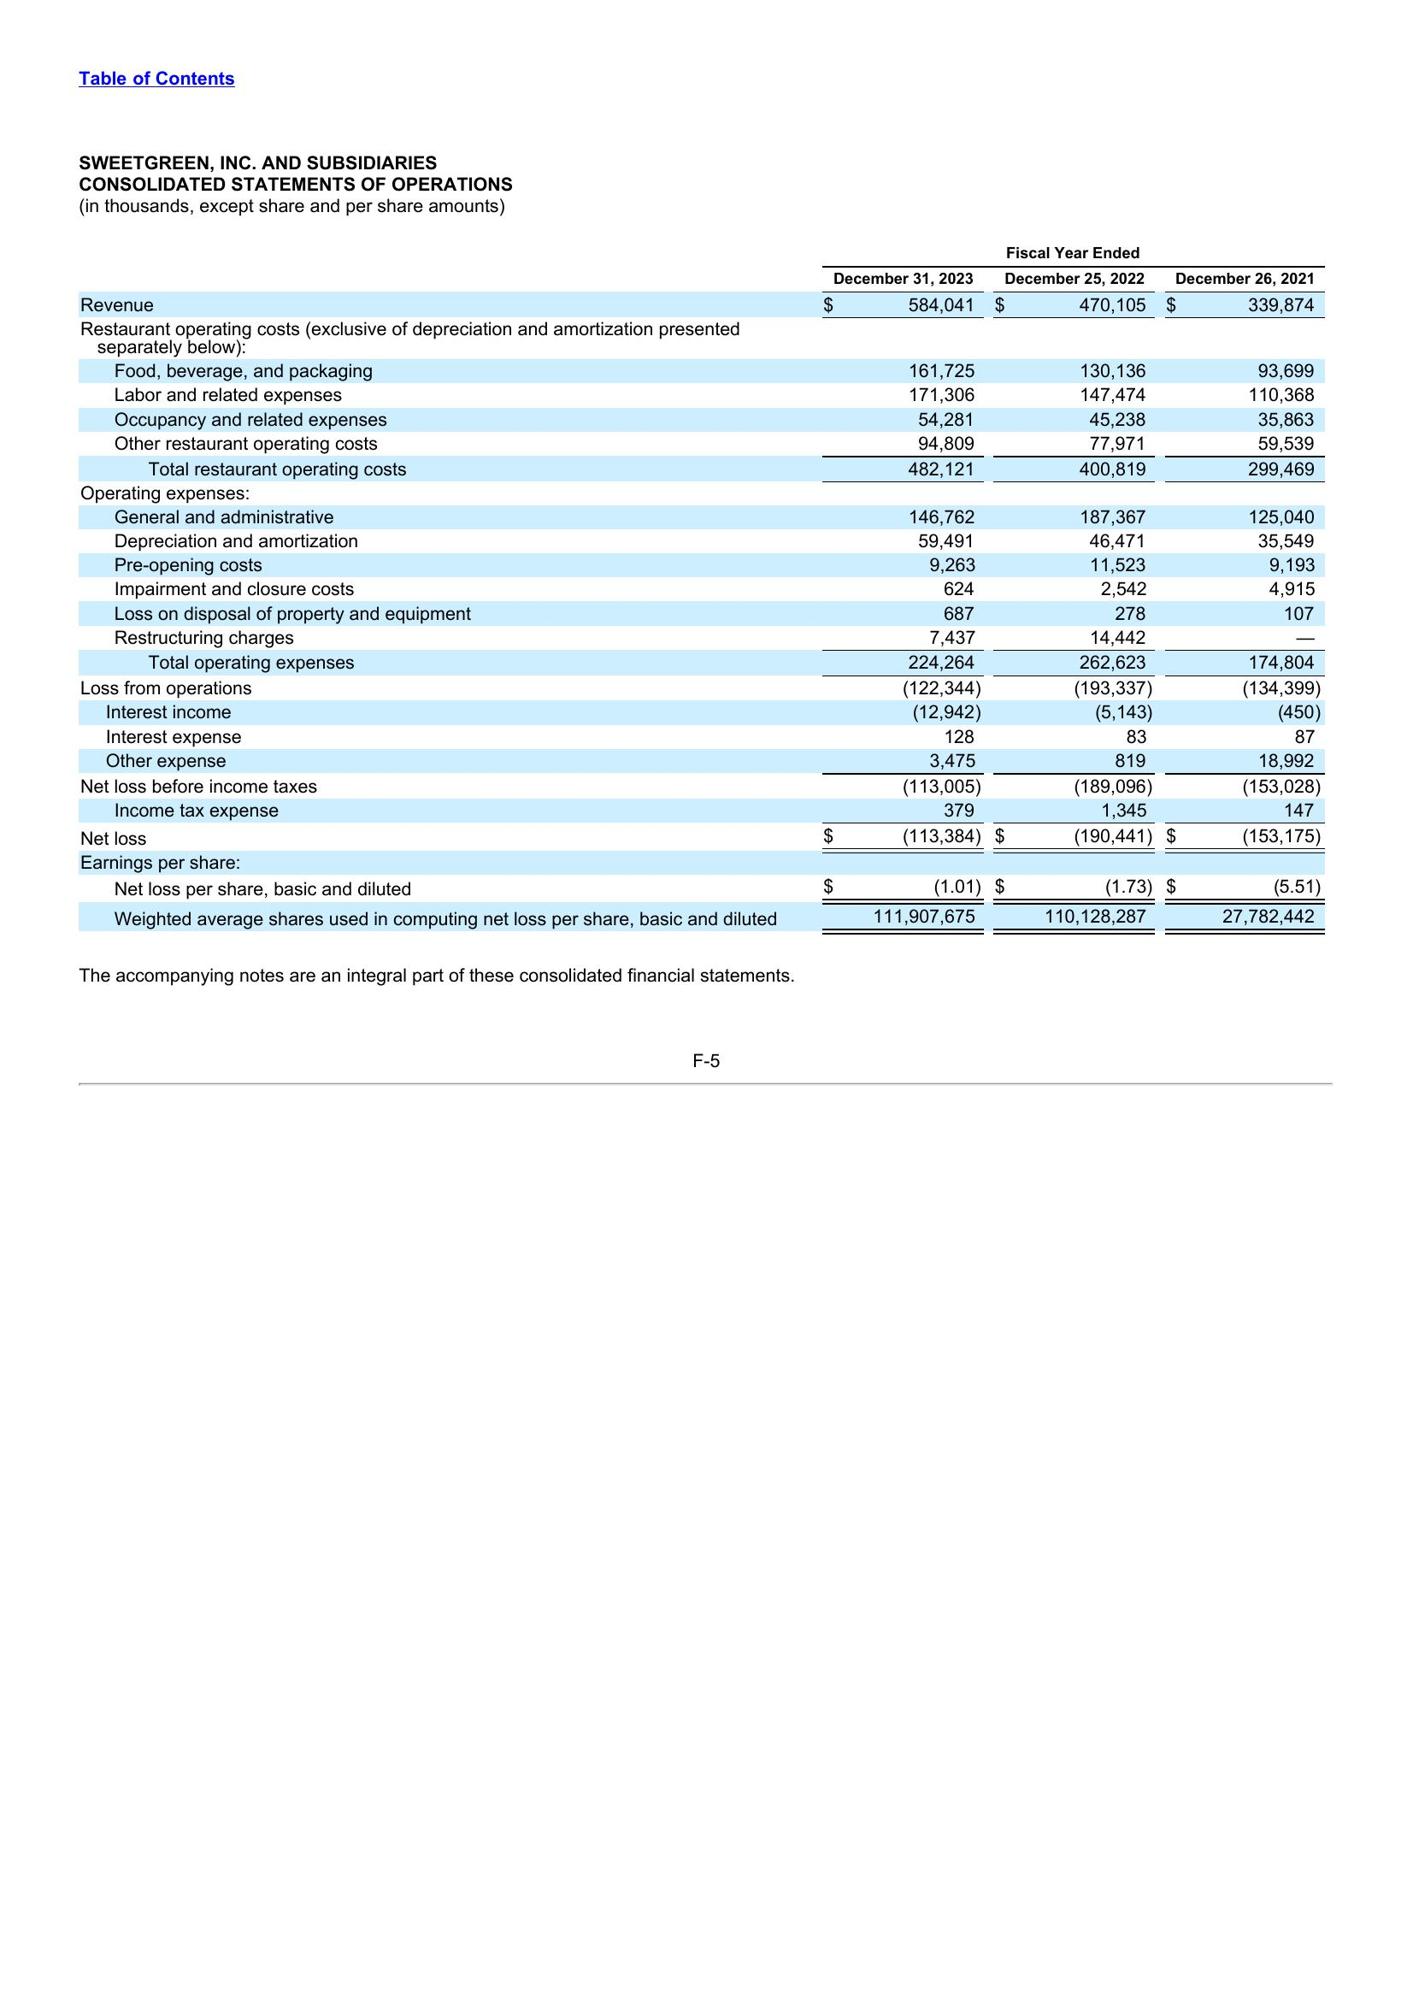 Table of Contents
SWEETGREEN, INC. AND SUBSIDIARIES
CONSOLIDATED STATEMENTS OF OPERATIONS
(in thousands, except share and per share amounts)
Fiscal Year Ended
December 31, 2023 December 25, 2022 December 26, 2021
Revenue $ 584,041 $ 470,105 $ 339,874
Restaurant operating costs (exclusive of depreciation and amortization presented
separately below):
Food, beverage, and packaging 161,725 130,136 93,699
Labor and related expenses 171,306 147,474 110,368
Occupancy and related expenses 54,281 45,238 35,863
Other restaurant operating costs 94,809 77,971 59,539
Total restaurant operating costs 482,121 400,819 299,469
Operating expenses:
General and administrative 146,762 187,367 125,040
Depreciation and amortization 59,491 46,471 35,549
Pre-opening costs 9,263 11,523 9,193
Impairment and closure costs 624 2,542 4,915
Loss on disposal of property and equipment 687 278 107
Restructuring charges 7,437 14,442 —
Total operating expenses 224,264 262,623 174,804
Loss from operations (122,344) (193,337) (134,399)
Interest income (12,942) (5,143) (450)
Interest expense 128 83 87
Other expense 3,475 819 18,992
Net loss before income taxes (113,005) (189,096) (153,028)
Income tax expense 379 1,345 147
Net loss $ (113,384) $ (190,441) $ (153,175)
Earnings per share:
Net loss per share, basic and diluted $ (1.01) $ (1.73) $ (5.51)
Weighted average shares used in computing net loss per share, basic and diluted 111,907,675 110,128,287 27,782,442
The accompanying notes are an integral part of these consolidated financial statements.
F-5